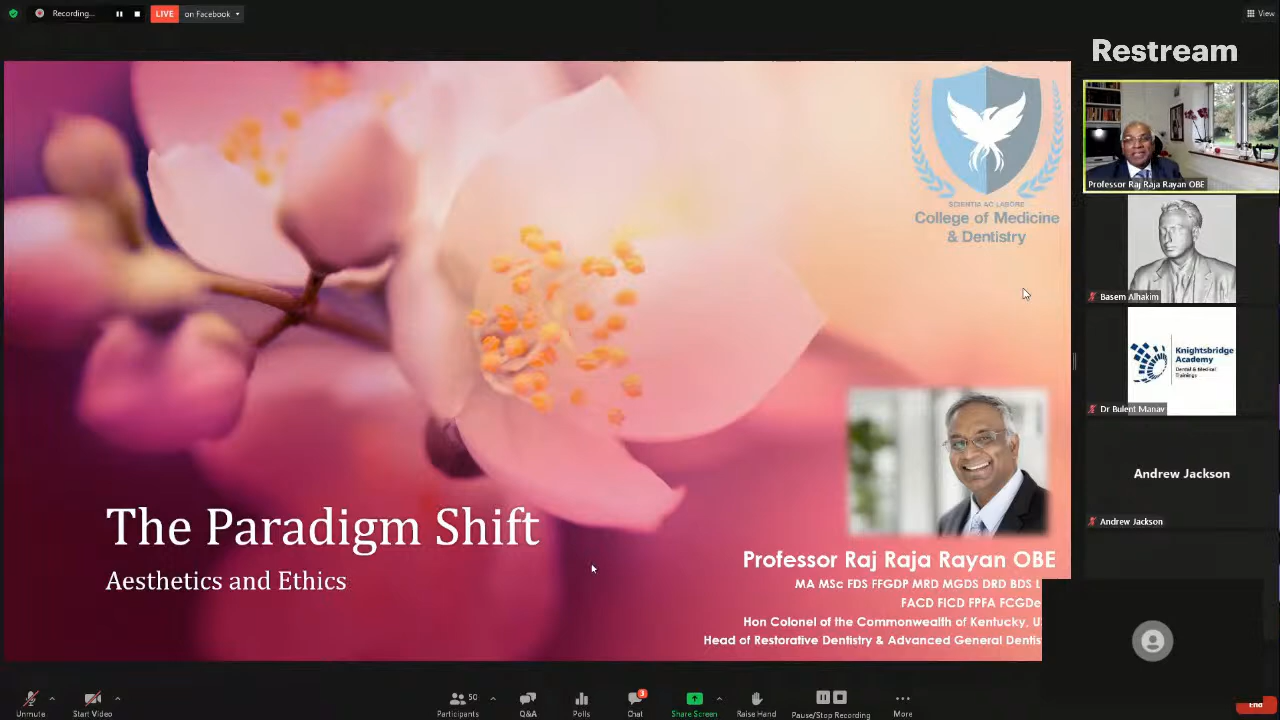 Recording...
LIVE
on Facebook
View
Restream
SCIENTIA AC LABORE
College of Medicine
& Dentistry
Professor Raj Raja Rayan OBE
Basem Alhakim
Knightsbridge
Academy
Dental & Medical
Trainings
Dr Bulent Manav
Andrew Jackson
Andrew Jackson
The Paradigm Shift
Aesthetics and Ethics
Professor Raj Raja Rayan OBE
MA MSc FDS FFGDP MRD MGDS DRD BDS
FACD FICD FPFA FCGDe
Hon Colonel of the Commonwealth of Kentucky,
Head of Restorative Dentistry & Advanced General
Unmute
Start Video
Participants
50
Q&A
Polls
Chat
3
Share Screen
Raise Hand
Pause/Stop Recording
More
End